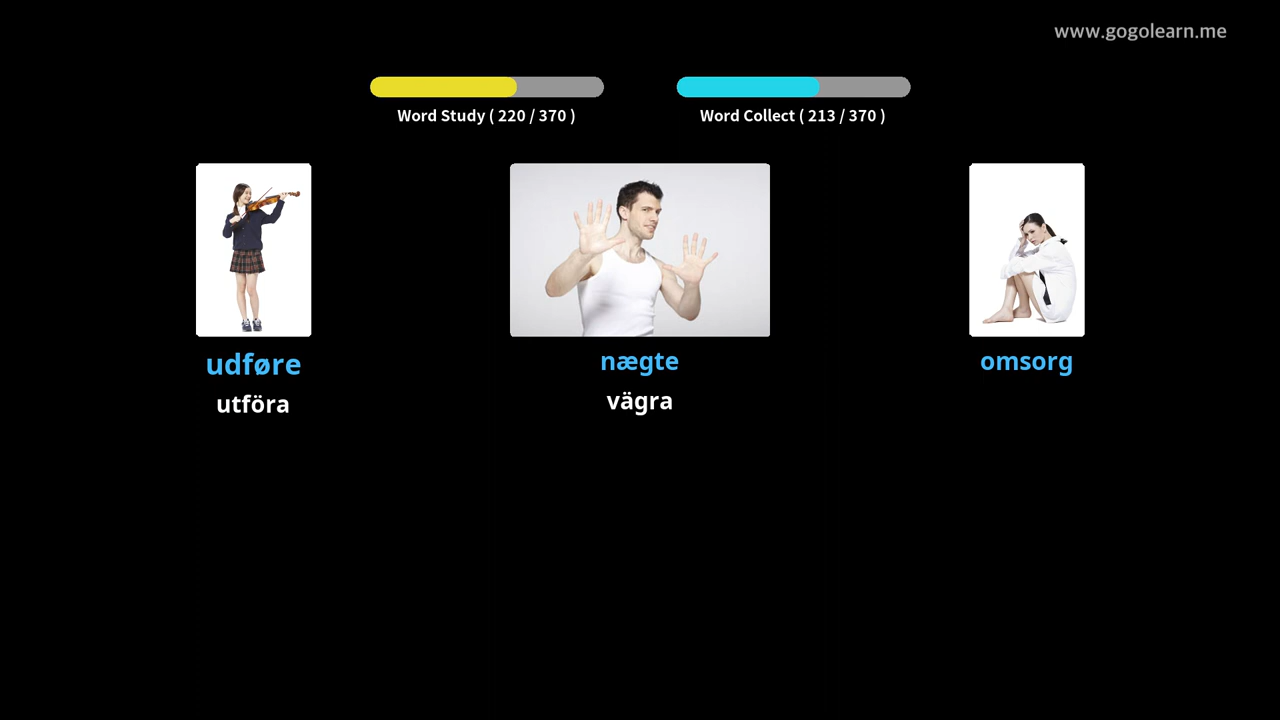 www.gogolearn.me
Word Study ( 220 / 370 )
Word Collect ( 213 / 370 )
udføre
utföra
nægte
vägra
omsorg